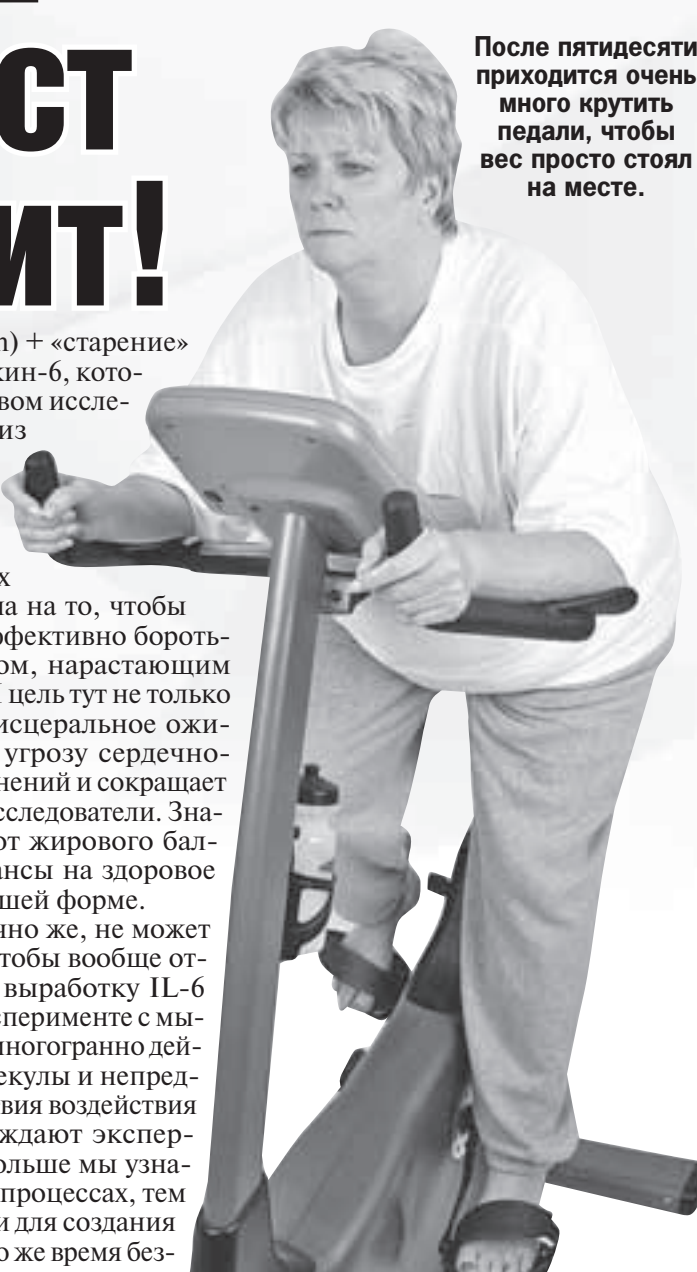 СТ
ИТ!
После пятидесяти
приходится очень
много крутить
педали, чтобы
вес просто стоял
на месте.
) + «старение»
кин-6, кото-
вом иссле-
из
х
на то, чтобы
ффективно бороть-
ом, нарастающим
цель тут не только
исцеральное ожи-
угрозу сердечно-
нений и сокращает
сследователи. Зна-
от жирового бал-
ансы на здоровое
шей форме.
чно же, не может
чтобы вообще от-
выработку IL-6
сперименте с мы-
многогранно дей-
екулы и непред-
вия воздействия
ждают экспер-
ольше мы узна-
процессах, тем
и для создания
о же время без-